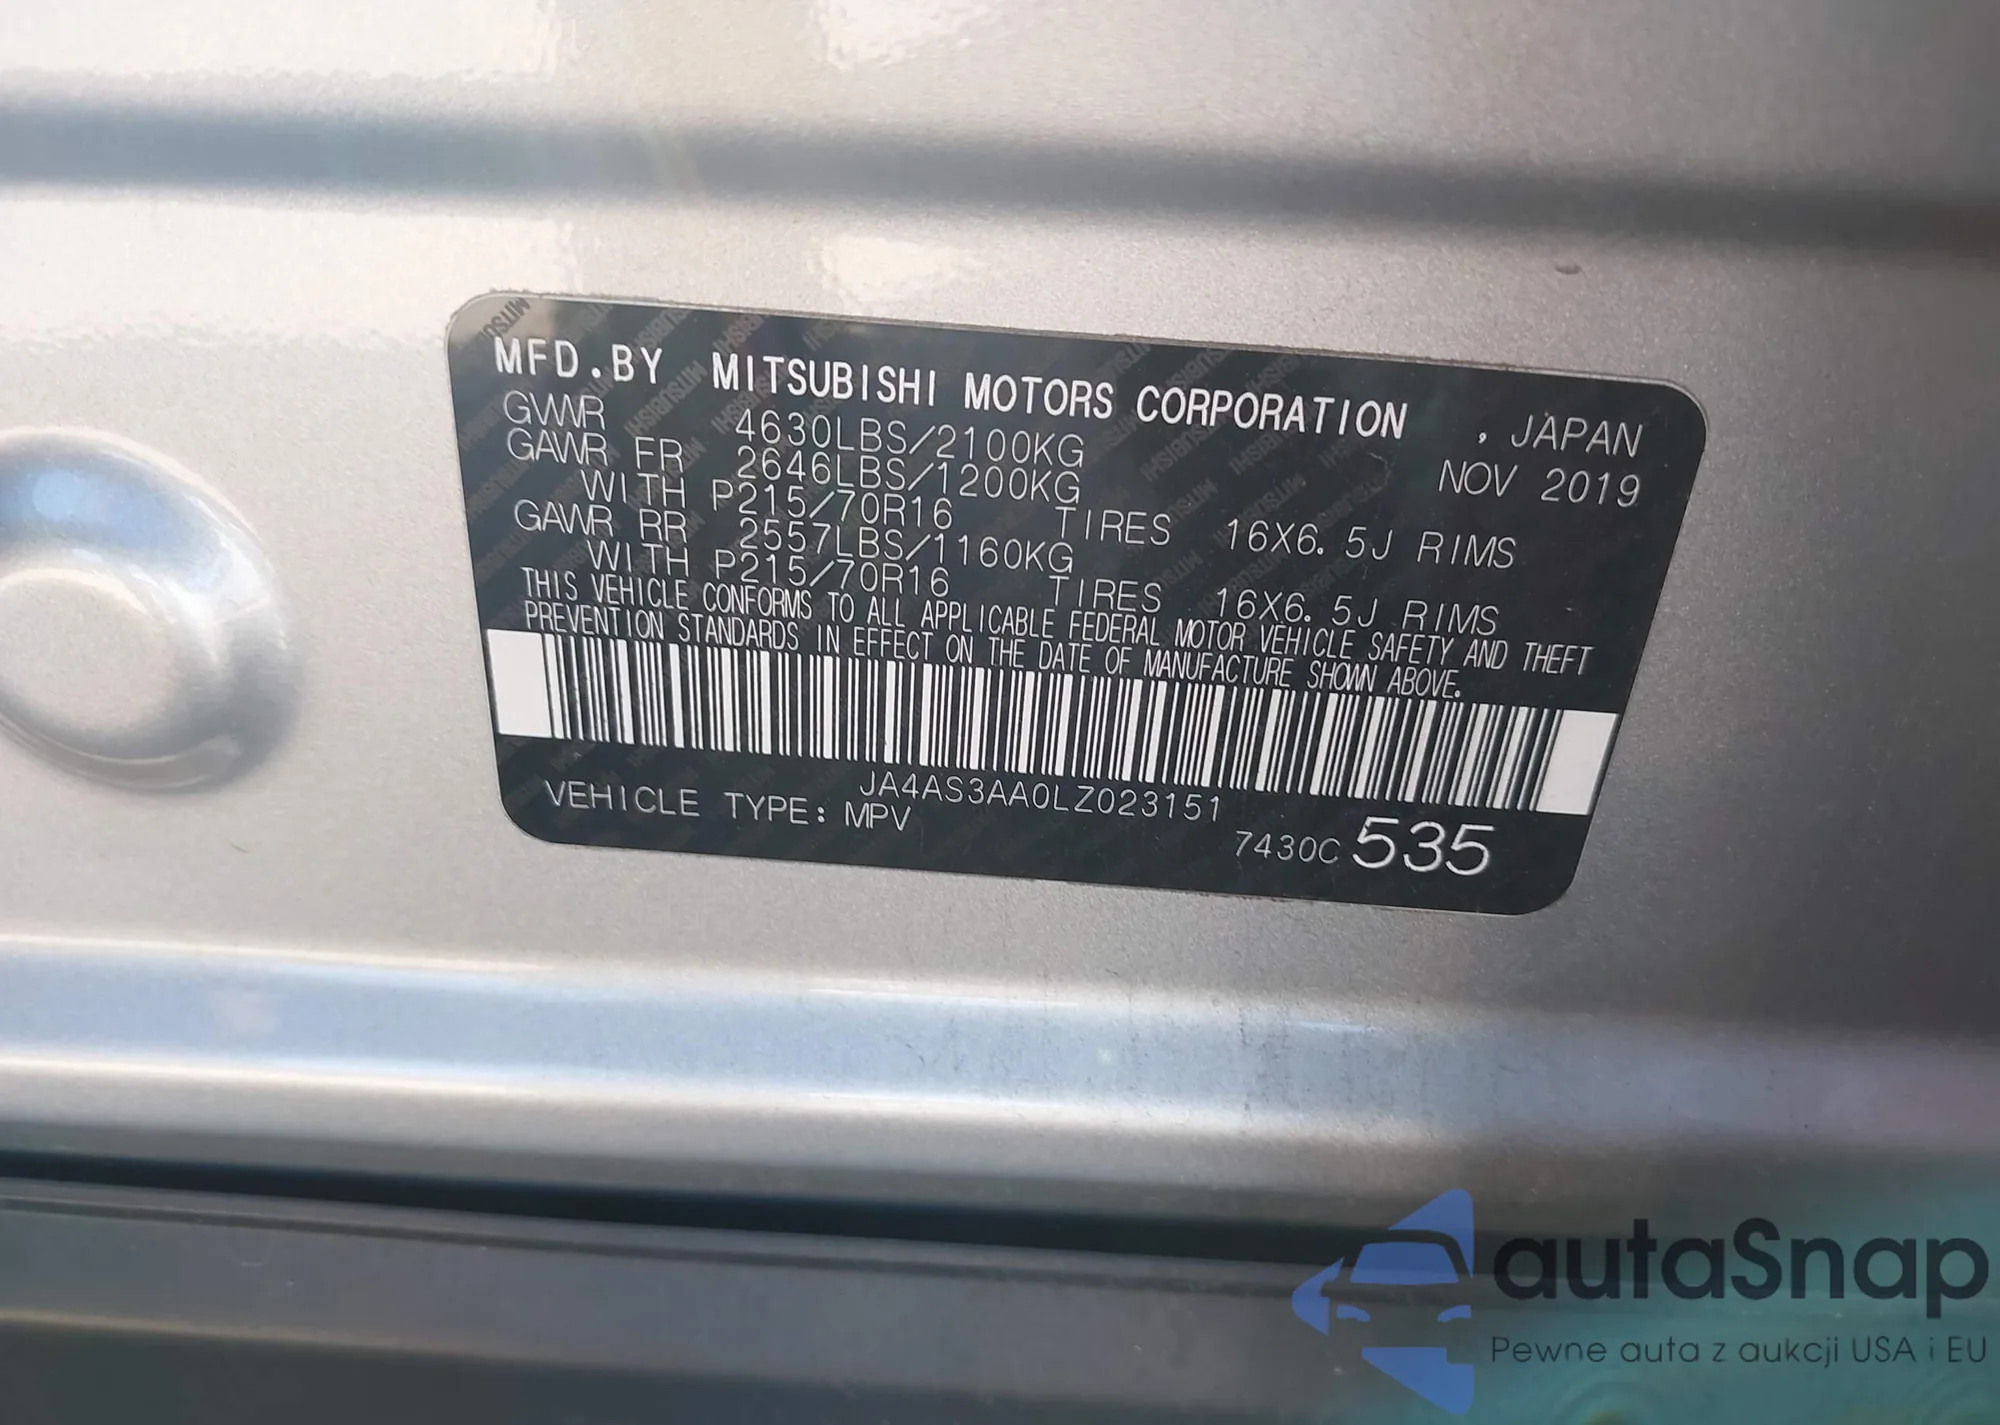 MFD.BY MITSUBISHI MOTORS CORPORATION , JAPAN
GVWR 4630LBS/2100KG NOV 2019
GAWR FR 2646LBS/1200KG
WITH P215/70R16 TIRES 16X6.5J RIMS
GAWR RR 2557LBS/1160KG
WITH P215/70R16 TIRES 16X6.5J RIMS
THIS VEHICLE CONFORMS TO ALL APPLICABLE FEDERAL MOTOR VEHICLE SAFETY AND THEFT
PREVENTION STANDARDS IN EFFECT ON THE DATE OF MANUFACTURE SHOWN ABOVE.
JA4AS3AA0LZ023151
VEHICLE TYPE: MPV
7430C 535
autaSnap
Pewne auta z aukcji USA i EU